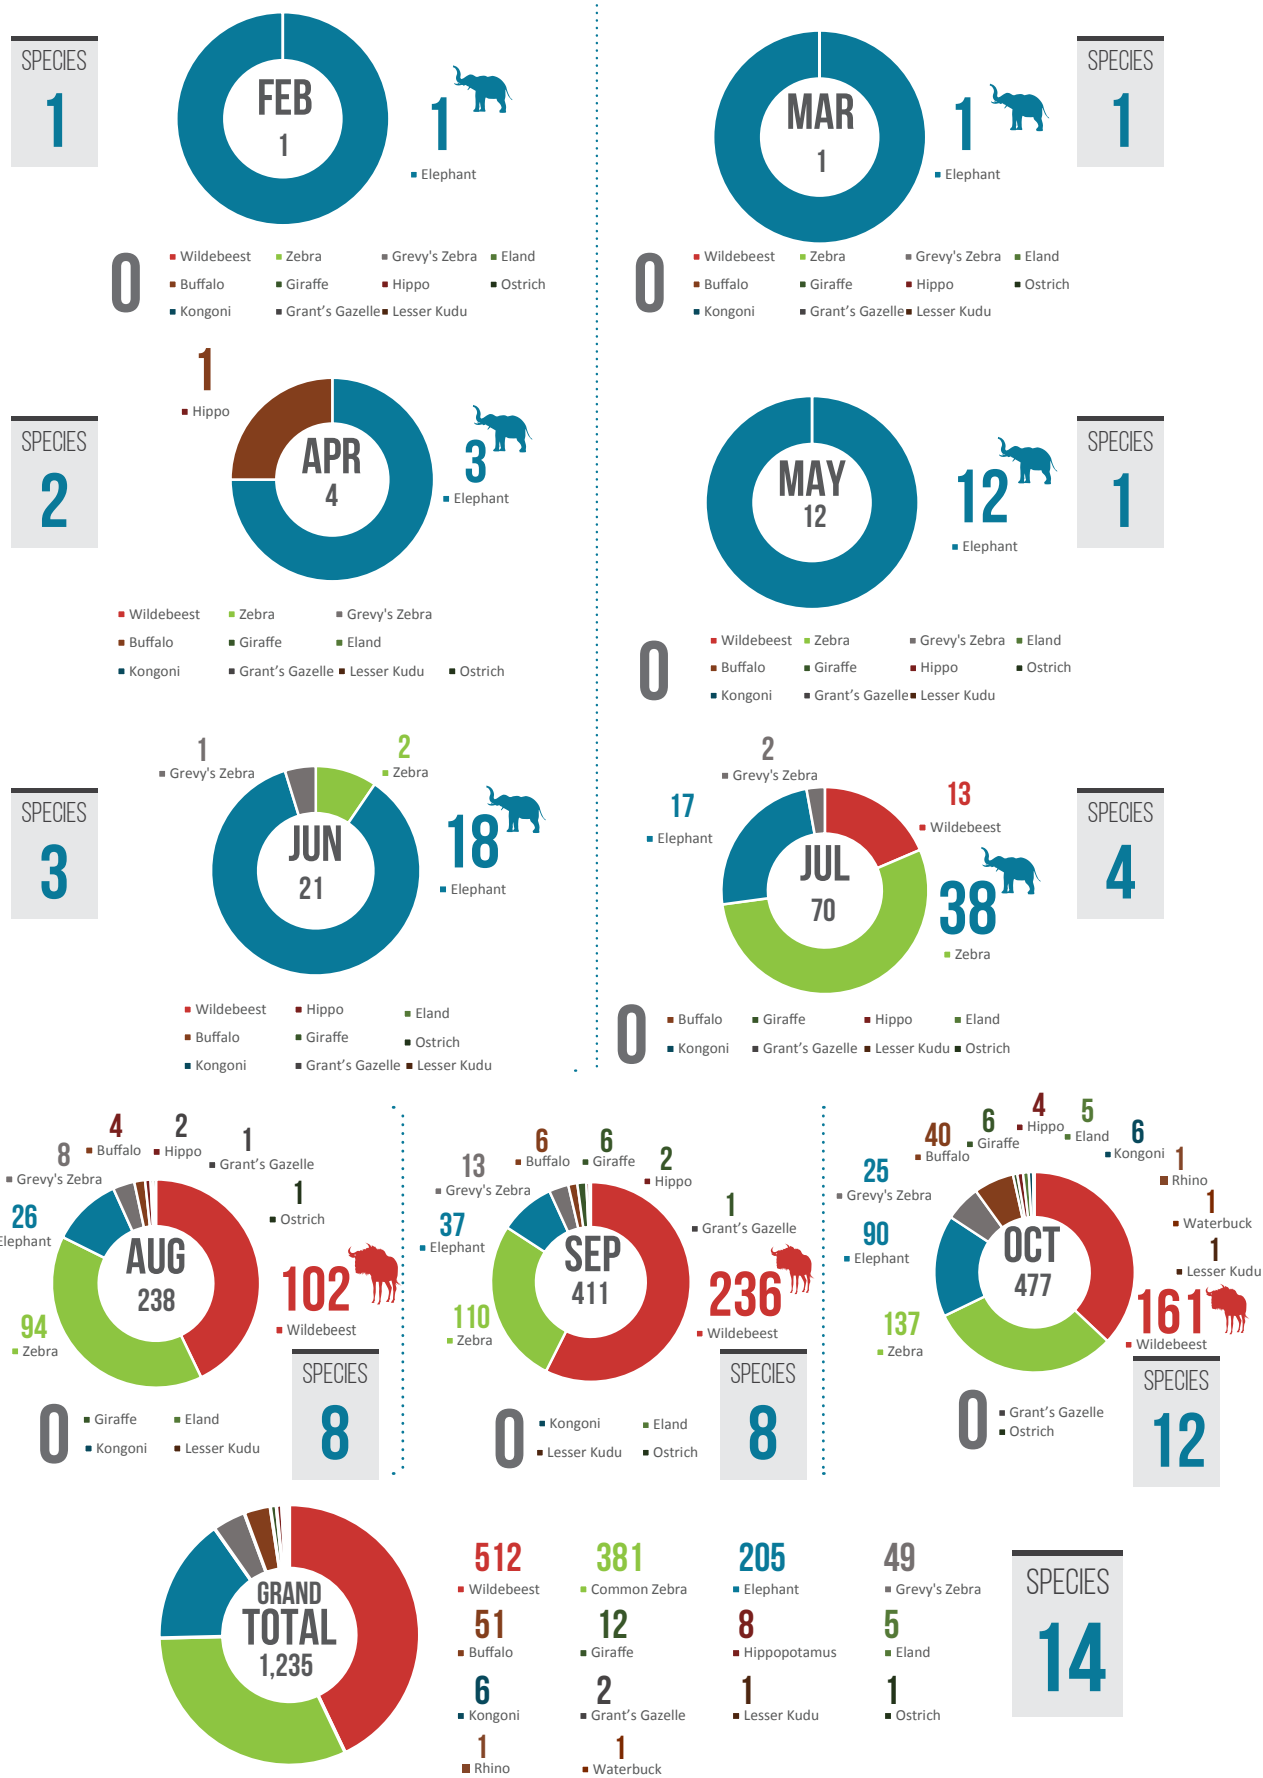 SPECIES
1
FEB
1
1
Elephant
0
Wildebeest Zebra Grevy's Zebra Eland
Buffalo Giraffe Hippo Ostrich
Kongoni Grant's Gazelle Lesser Kudu
MAR
1
1
Elephant
SPECIES
1
0
Wildebeest Zebra Grevy's Zebra Eland
Buffalo Giraffe Hippo Ostrich
Kongoni Grant's Gazelle Lesser Kudu
SPECIES
2
1
Hippo
APR
4
3
Elephant
Wildebeest Zebra Grevy's Zebra
Buffalo Giraffe Eland
Kongoni Grant's Gazelle Lesser Kudu Ostrich
MAY
12
12
Elephant
SPECIES
1
0
Wildebeest Zebra Grevy's Zebra Eland
Buffalo Giraffe Hippo Ostrich
Kongoni Grant's Gazelle Lesser Kudu
SPECIES
3
1
Grevy's Zebra
2
Zebra
JUN
21
18
Elephant
Wildebeest Hippo Eland
Buffalo Giraffe Ostrich
Kongoni Grant's Gazelle Lesser Kudu
2
Grevy's Zebra
17
Elephant
13
Wildebeest
JUL
70
38
Zebra
SPECIES
4
0
Buffalo Giraffe Hippo Eland
Kongoni Grant's Gazelle Lesser Kudu Ostrich
4
Buffalo
2
Hippo
1
Grant's Gazelle
8
Grevy's Zebra
1
Ostrich
26
Elephant
AUG
238
102
Wildebeest
94
Zebra
SPECIES
8
0
Giraffe Eland
Kongoni Lesser Kudu
6
Buffalo
6
Giraffe
2
Hippo
13
Grevy's Zebra
1
Grant's Gazelle
37
Elephant
SEP
411
236
Wildebeest
110
Zebra
SPECIES
8
0
Kongoni Eland
Lesser Kudu Ostrich
40
Buffalo
6
Giraffe
4
Hippo
5
Eland
6
Kongoni
1
Rhino
25
Grevy's Zebra
1
Waterbuck
90
Elephant
1
Lesser Kudu
OCT
477
161
Wildebeest
137
Zebra
SPECIES
12
0
Grant's Gazelle
Ostrich
GRAND
TOTAL
1,235
512 381 205 49
Wildebeest Common Zebra Elephant Grevy's Zebra
51 12 8 5
Buffalo Giraffe Hippopotamus Eland
6 2 1 1
Kongoni Grant's Gazelle Lesser Kudu Ostrich
1 1
Rhino Waterbuck
SPECIES
14